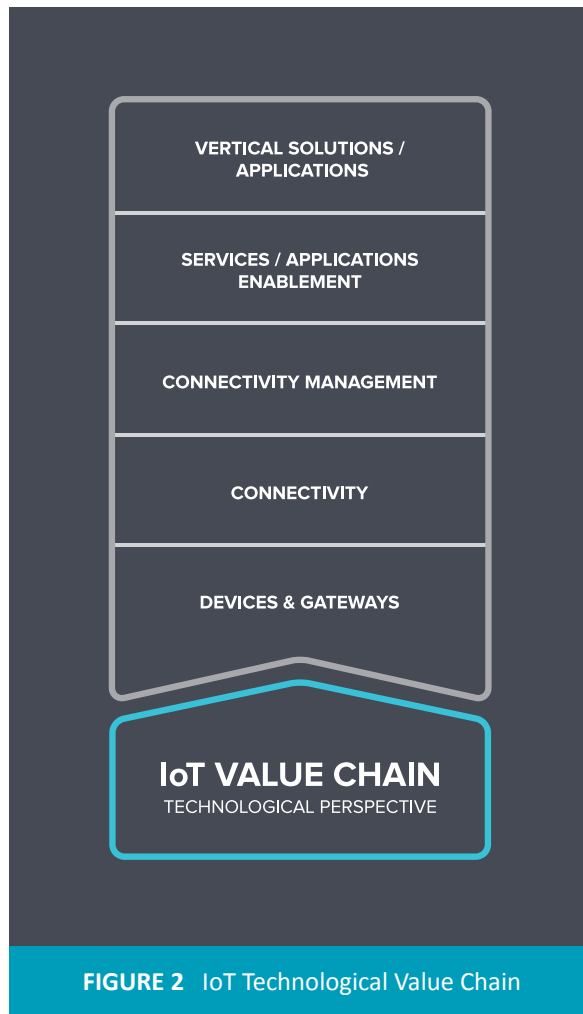 VERTICAL SOLUTIONS /
APPLICATIONS
SERVICES / APPLICATIONS
ENABLEMENT
CONNECTIVITY MANAGEMENT
CONNECTIVITY
DEVICES & GATEWAYS
IoT VALUE CHAIN
TECHNOLOGICAL PERSPECTIVE
FIGURE 2 IoT Technological Value Chain